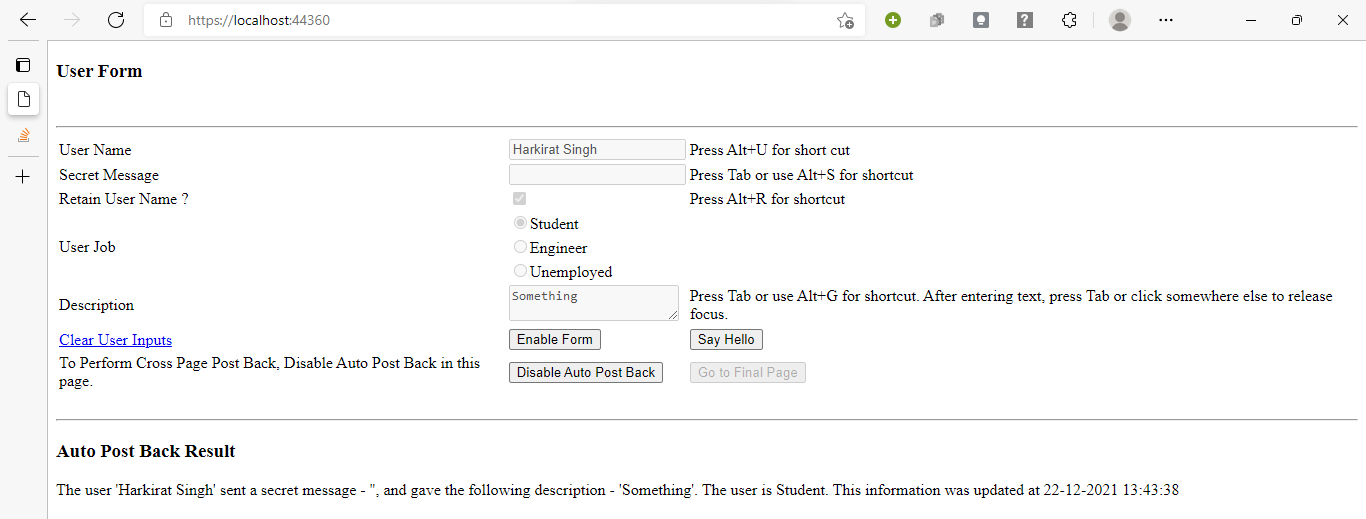 https://localhost:44360
User Form
User Name Harkirat Singh Press Alt+U for short cut
Secret Message Press Tab or use Alt+S for shortcut
Retain User Name ? Press Alt+R for shortcut
Student
User Job Engineer
Unemployed
Description Something Press Tab or use Alt+G for shortcut. After entering text, press Tab or click somewhere else to release
focus.
Clear User Inputs Enable Form Say Hello
To Perform Cross Page Post Back, Disable Auto Post Back in this
page. Disable Auto Post Back Go to Final Page
Auto Post Back Result
The user 'Harkirat Singh' sent a secret message - '', and gave the following description - 'Something'. The user is Student. This information was updated at 22-12-2021 13:43:38